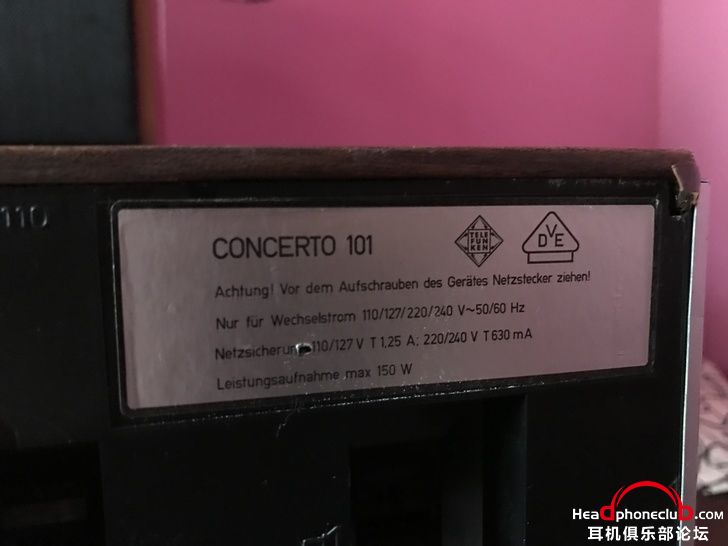 110
CONCERTO 101
TELE
FUN
KEN
DVE
Achtung! Vor dem Aufschrauben des Gerätes Netzstecker ziehen!
Nur für Wechselstrom 110/127/220/240 V~50/60 Hz
Netzsicherun 110/127 V T 1,25 A; 220/240 V T 630 mA
Leistungsaufnahme max 150 W
Headphoneclub.com
耳机俱乐部论坛